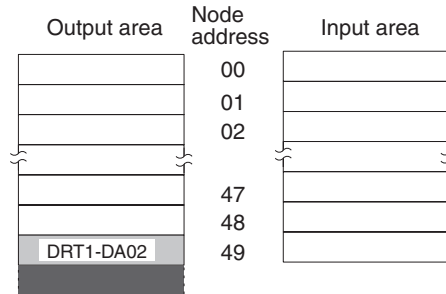 Output area
Node
address
Input area
00
01
02
47
48
DRT1-DA02
49